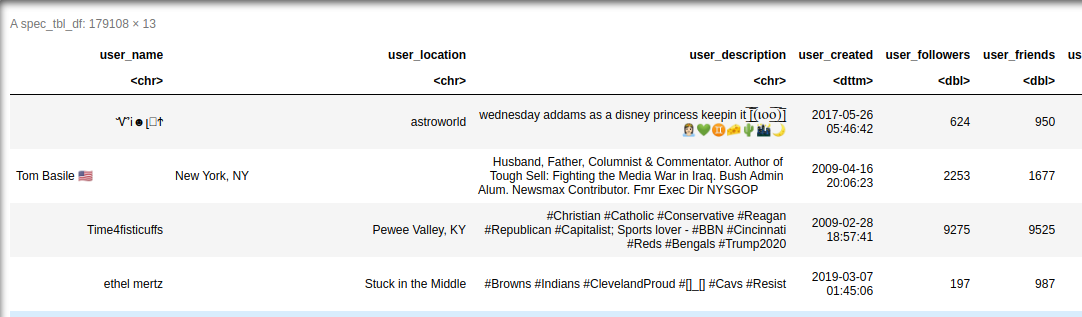 A spec_tbl_df: 179108 × 13
user_name user_location user_description user_created user_followers user_friends us
<chr> <chr> <chr> <dttm> <dbl> <dbl>
astroworld wednesday addams as a disney princess keepin it 2017-05-26 624 950
👩🏻‍⚕️💚♊🧀🌵🏙🌙 05:46:42
Husband, Father, Columnist & Commentator. Author of
Tom Basile 🇺🇸 New York, NY Tough Sell: Fighting the Media War in Iraq. Bush Admin 2009-04-16 2253 1677
Alum. Newsmax Contributor. Fmr Exec Dir NYSGOP 20:06:23
#Christian #Catholic #Conservative #Reagan
Time4fisticuffs Pewee Valley, KY #Republican #Capitalist; Sports lover - #BBN #Cincinnati 2009-02-28 9275 9525
#Reds #Bengals #Trump2020 18:57:41
ethel mertz Stuck in the Middle #Browns #Indians #ClevelandProud #[]_[] #Cavs #Resist 2019-03-07 197 987
01:45:06